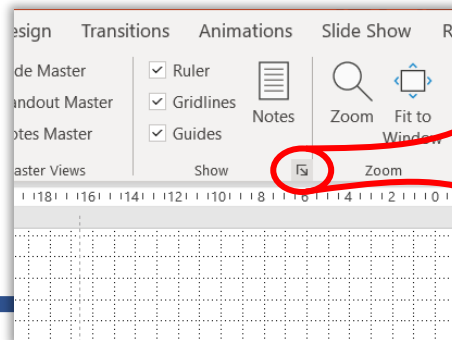 esign Transitions Animations Slide Show R
de Master Ruler
andout Master Gridlines Notes Zoom Fit to
otes Master Guides Window
aster Views Show Zoom
18 16 14 12 10 8 6 4 2 0